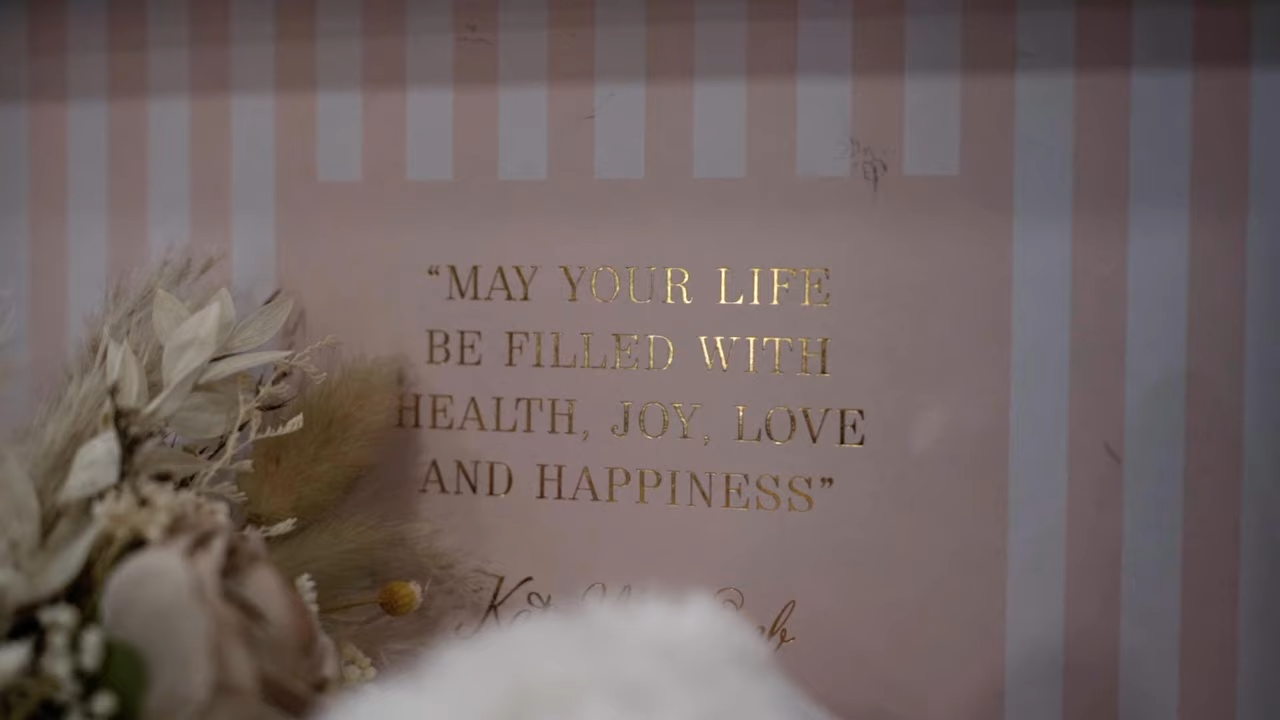 “MAY YOUR LIFE
BE FILLED WITH
HEALTH, JOY, LOVE
AND HAPPINESS”